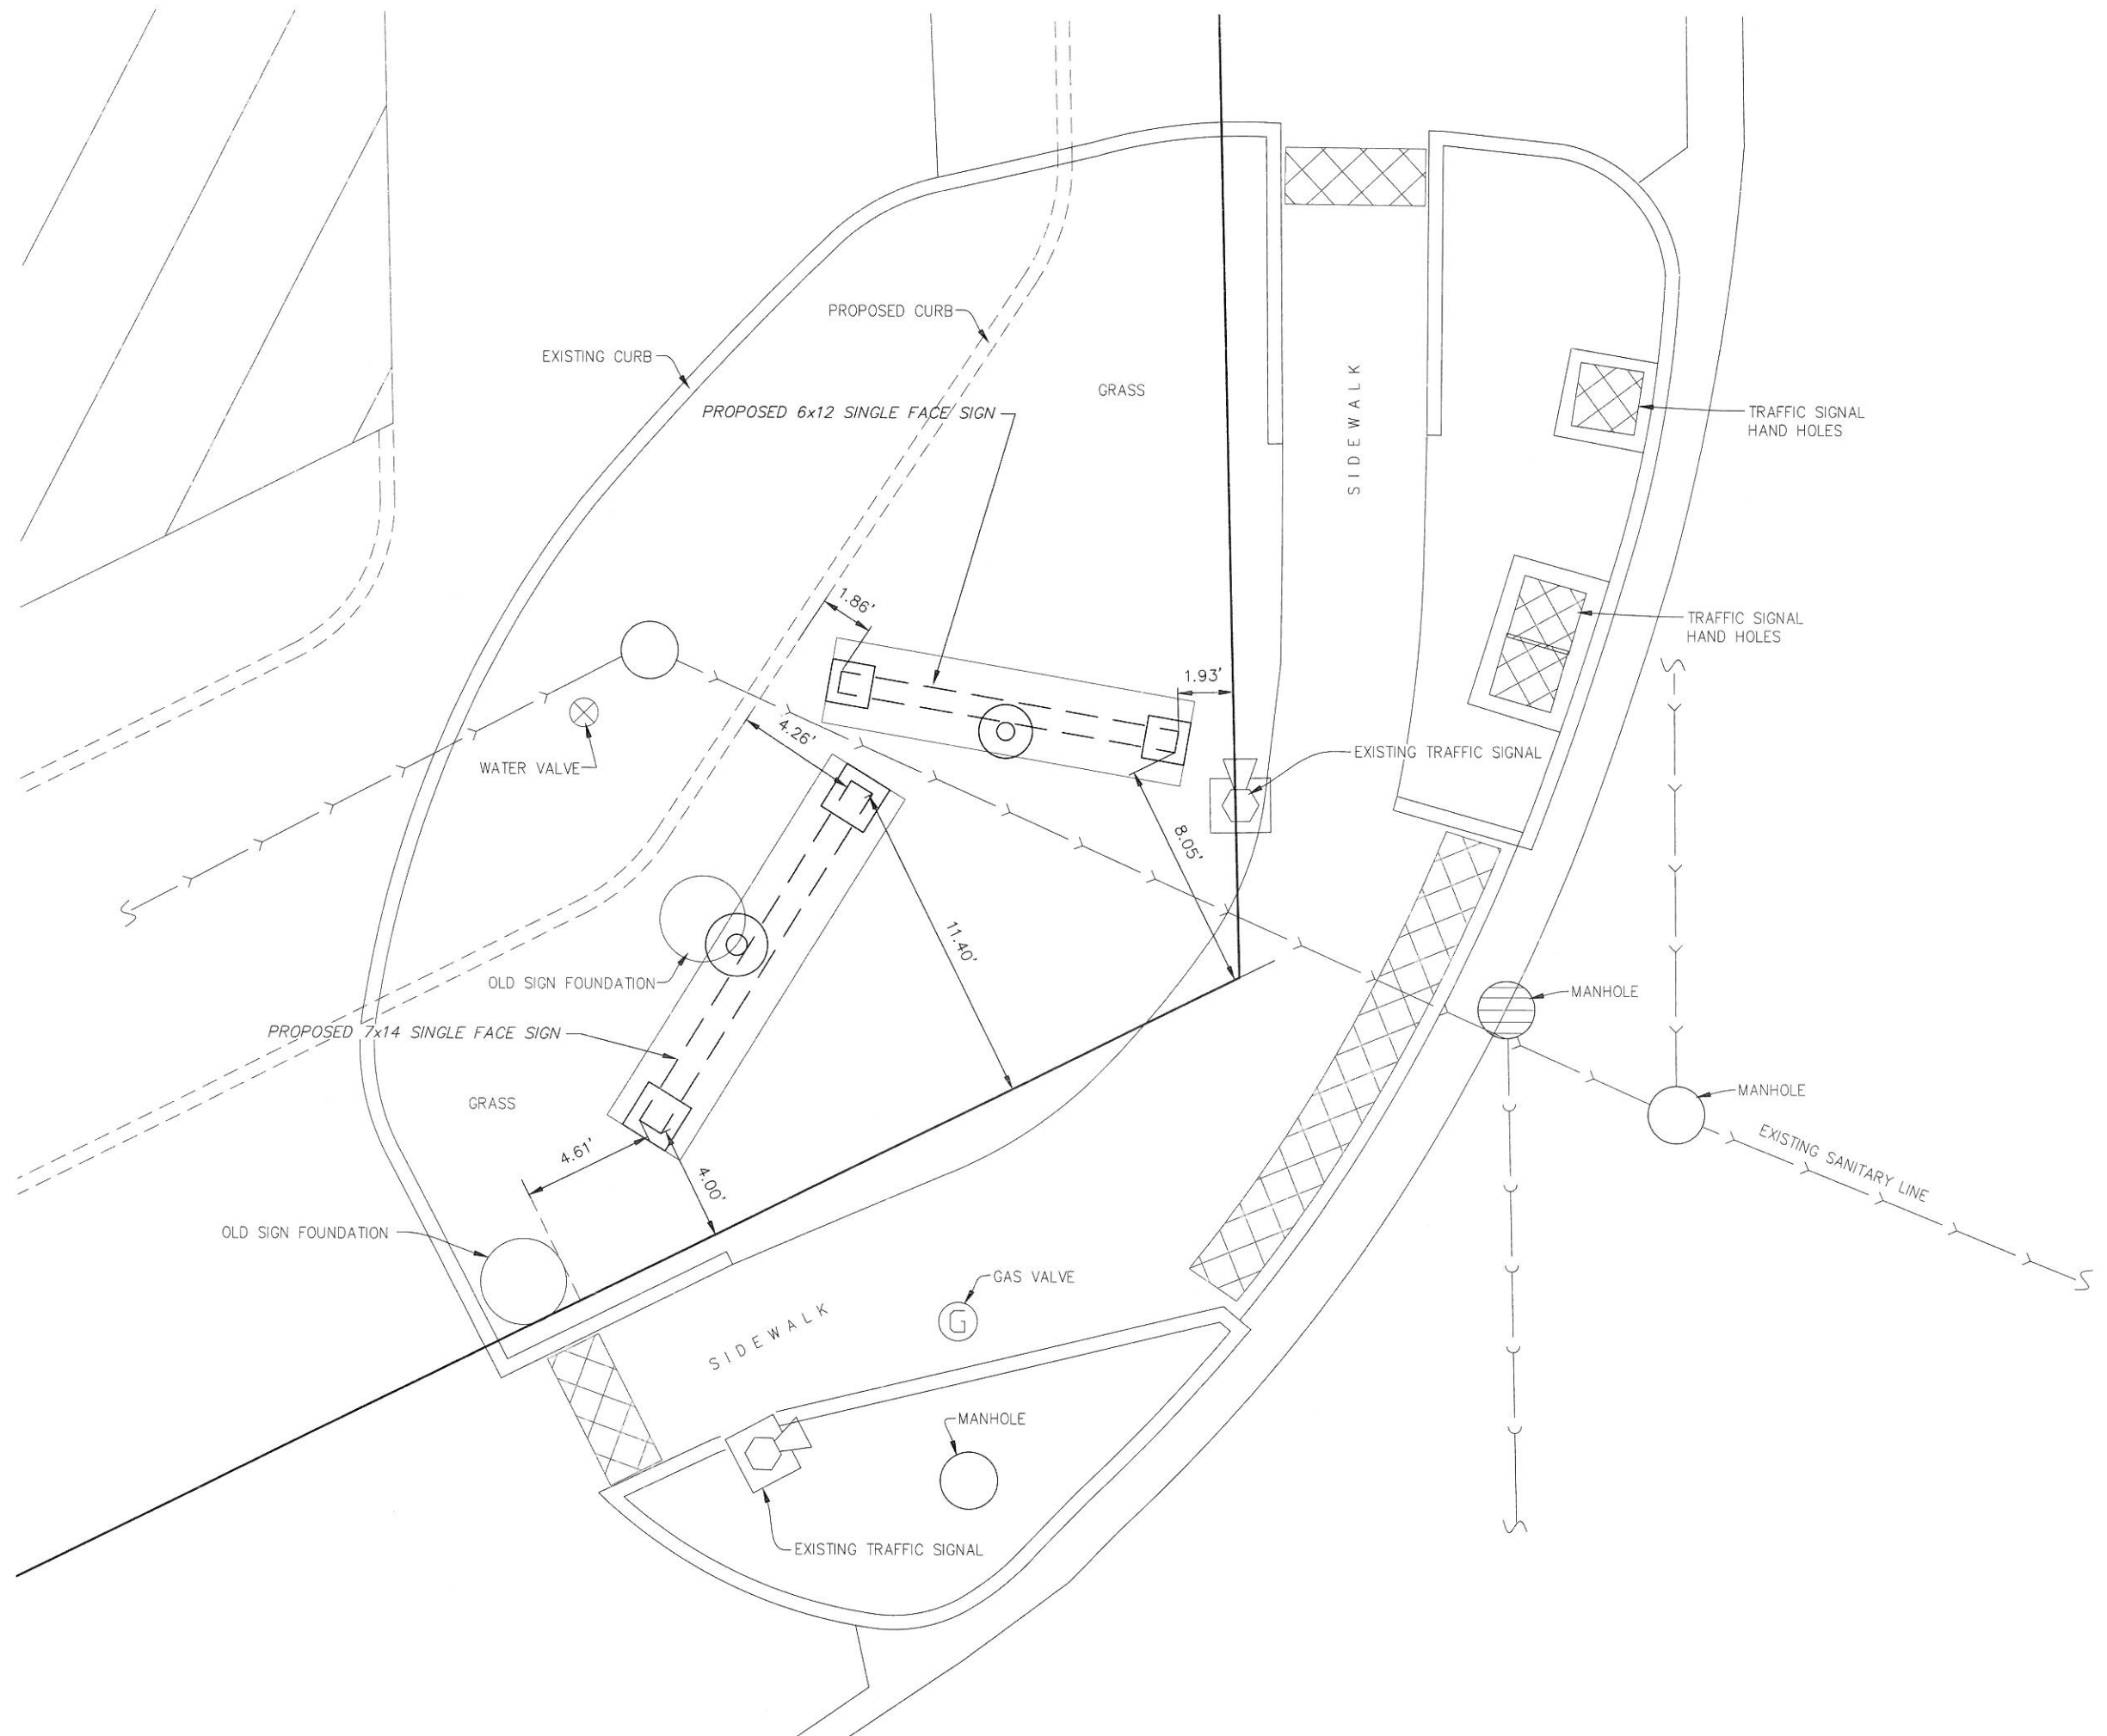 PROPOSED CURB
EXISTING CURB
GRASS
PROPOSED 6x12 SINGLE FACE SIGN
SIDEWALK
TRAFFIC SIGNAL
HAND HOLES
1.86'
TRAFFIC SIGNAL
HAND HOLES
1.93'
4.26'
EXISTING TRAFFIC SIGNAL
WATER VALVE
8.05'
11.40'
OLD SIGN FOUNDATION
MANHOLE
PROPOSED 7x14 SINGLE FACE SIGN
MANHOLE
GRASS
EXISTING SANITARY LINE
4.61'
4.00'
OLD SIGN FOUNDATION
GAS VALVE
G
SIDEWALK
MANHOLE
EXISTING TRAFFIC SIGNAL